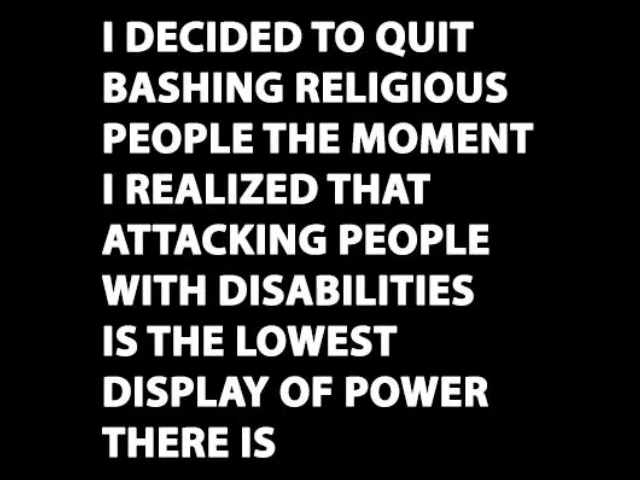 I DECIDED TO QUIT
BASHING RELIGIOUS
PEOPLE THE MOMENT
I REALIZED THAT
ATTACKING PEOPLE
WITH DISABILITIES
IS THE LOWEST
DISPLAY OF POWER
THERE IS